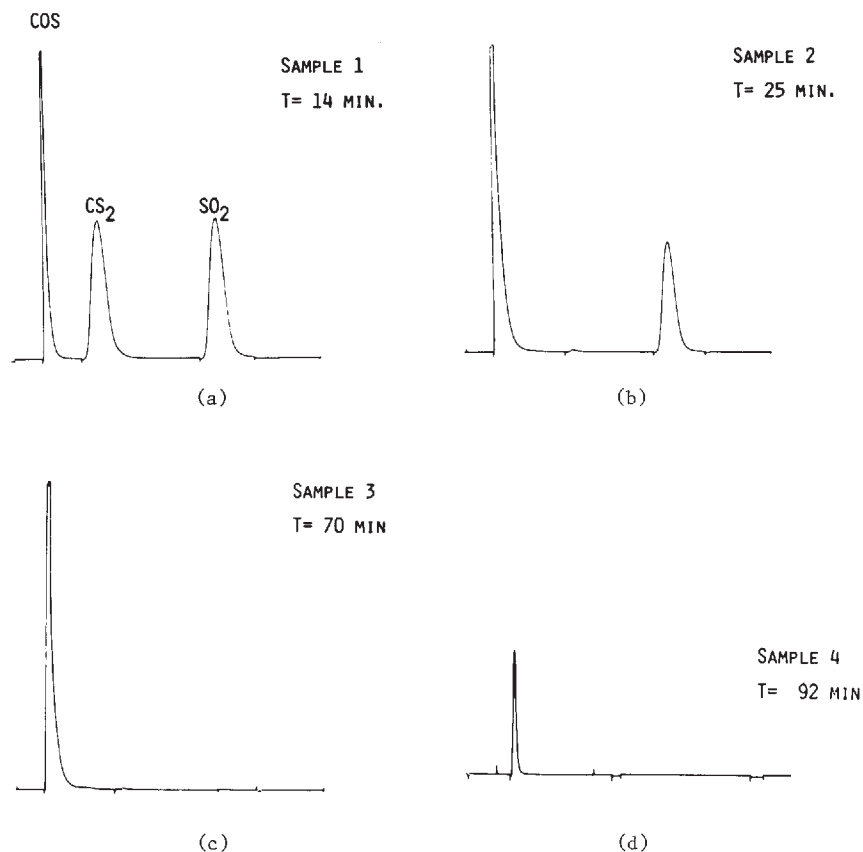 COS
SAMPLE 1
T= 14 MIN.
CS2
SO2
(a)
SAMPLE 2
T= 25 MIN.
(b)
SAMPLE 3
T= 70 MIN
(c)
SAMPLE 4
T= 92 MIN
(d)